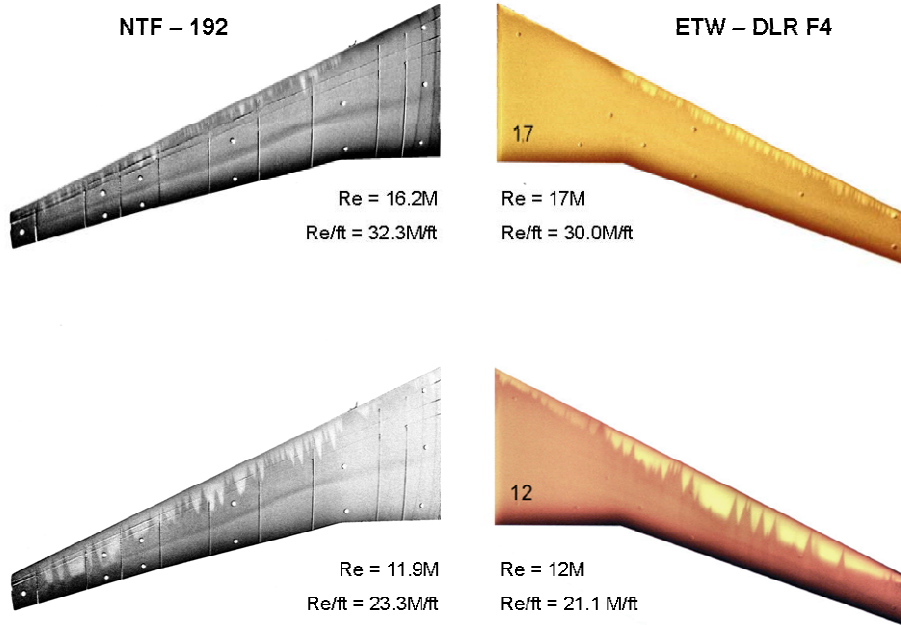 NTF – 192
ETW – DLR F4
17
Re = 16.2M
Re/ft = 32.3M/ft
Re = 17M
Re/ft = 30.0M/ft
12
Re = 11.9M
Re/ft = 23.3M/ft
Re = 12M
Re/ft = 21.1 M/ft